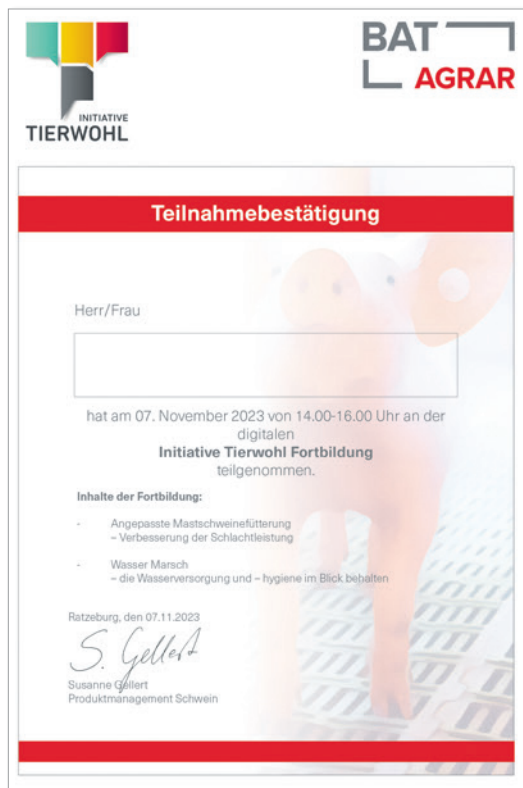 INITIATIVE
TIERWOHL
BAT
AGRAR
Teilnahmebestätigung
Herr/Frau
hat am 07. November 2023 von 14.00-16.00 Uhr an der
digitalen
Initiative Tierwohl Fortbildung
teilgenommen.
Inhalte der Fortbildung:
- Angepasste Mastschweinefütterung
– Verbesserung der Schlachtleistung
- Wasser Marsch
– die Wasserversorgung und – hygiene im Blick behalten
Ratzeburg, den 07.11.2023
S. Gellert
Susanne Gellert
Produktmanagement Schwein